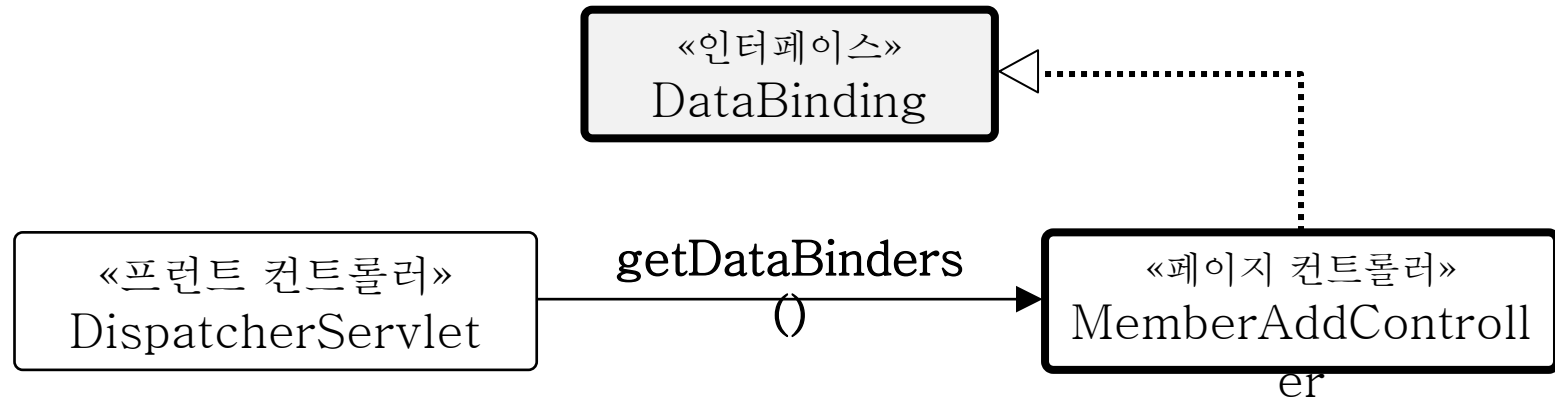 «인터페이스»
DataBinding
«프런트 컨트롤러»
DispatcherServlet
getDataBinders
()
«페이지 컨트롤러»
MemberAddControll
er